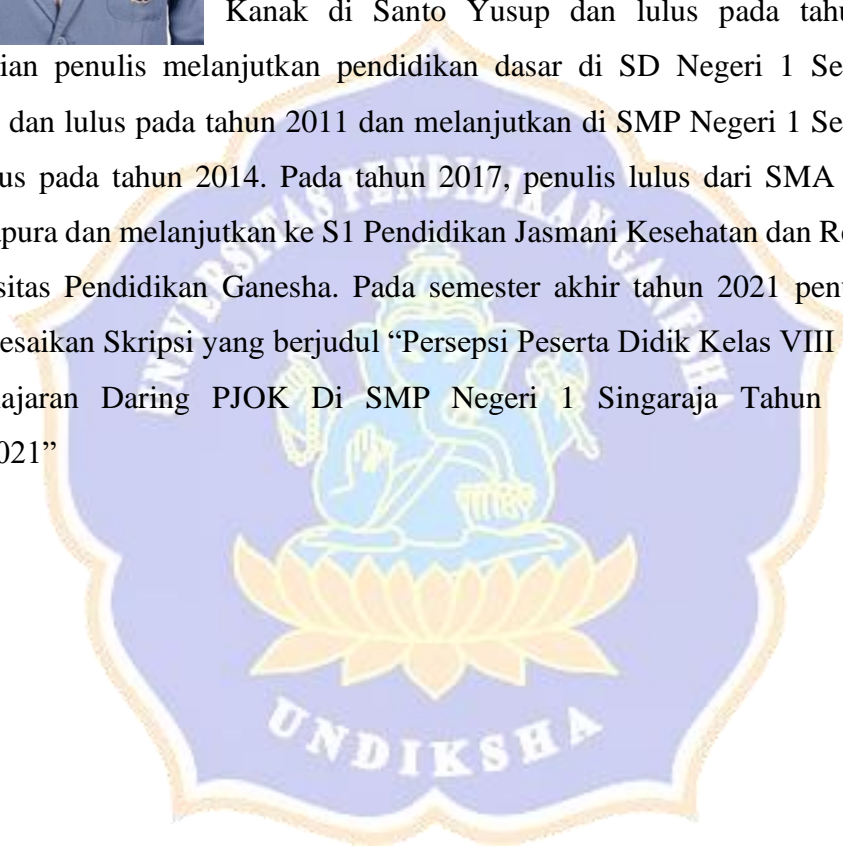 Kanak di Santo Yusup dan lulus pada tahu
ian penulis melanjutkan pendidikan dasar di SD Negeri 1 Se
dan lulus pada tahun 2011 dan melanjutkan di SMP Negeri 1 Se
us pada tahun 2014. Pada tahun 2017, penulis lulus dari SMA
pura dan melanjutkan ke S1 Pendidikan Jasmani Kesehatan dan Re
sitas Pendidikan Ganesha. Pada semester akhir tahun 2021 pen
esaikan Skripsi yang berjudul “Persepsi Peserta Didik Kelas VIII
ajaran Daring PJOK Di SMP Negeri 1 Singaraja Tahun
021”
UNIVERSITAS PENDIDIKAN GANESHA
UNDIKSHA